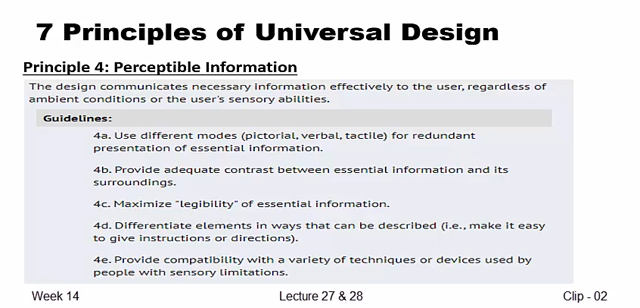 7 Principles of Universal Design
Principle 4: Perceptible Information
The design communicates necessary information effectively to the user, regardless of
ambient conditions or the user's sensory abilities.
Guidelines:
4a. Use different modes (pictorial, verbal, tactile) for redundant
presentation of essential information.
4b. Provide adequate contrast between essential information and its
surroundings.
4c. Maximize "legibility" of essential information.
4d. Differentiate elements in ways that can be described (i.e., make it easy
to give instructions or directions).
4e. Provide compatibility with a variety of techniques or devices used by
people with sensory limitations.
Week 14
Lecture 27 & 28
Clip - 02